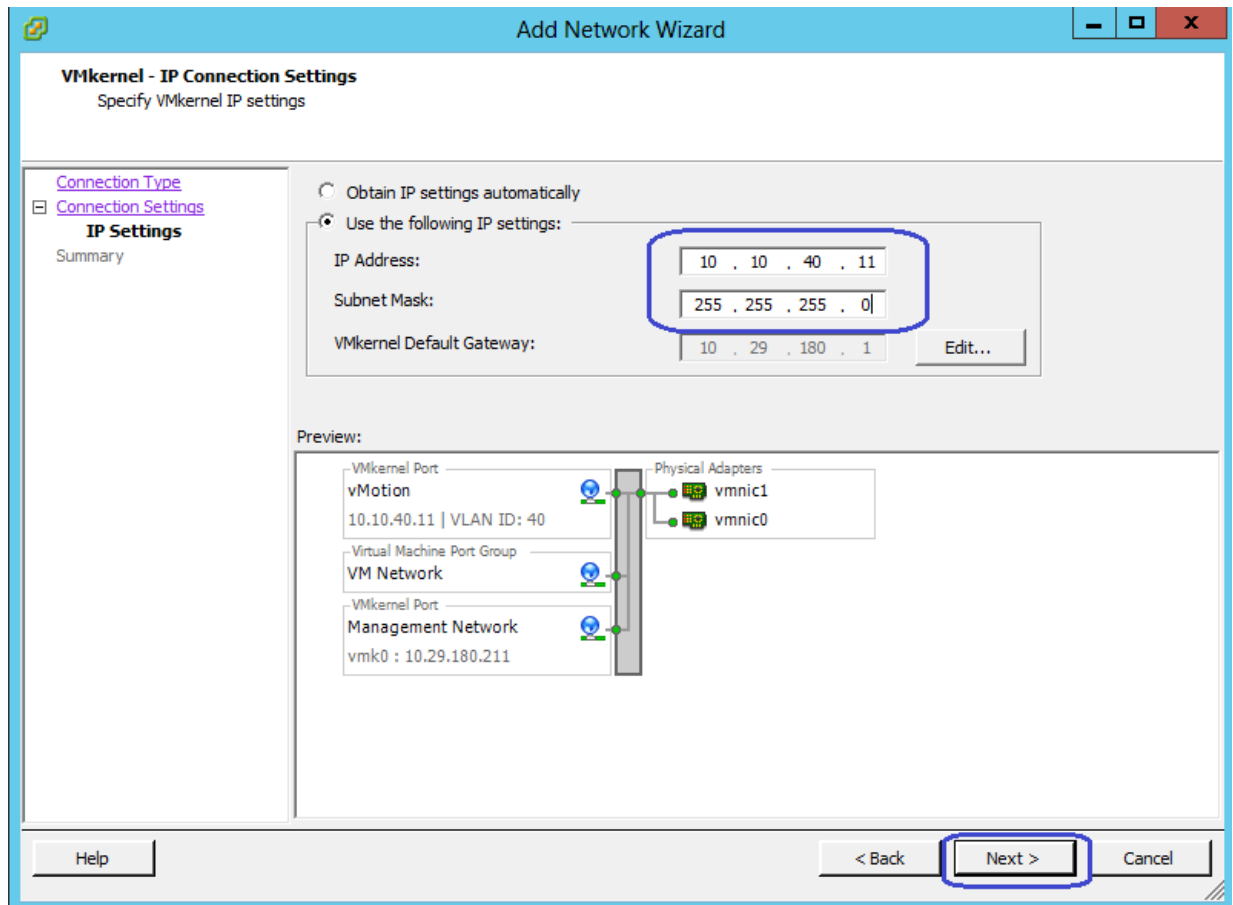 Add Network Wizard
VMkernel - IP Connection Settings
Specify VMkernel IP settings
Connection Type
Connection Settings
IP Settings
Summary
Obtain IP settings automatically
Use the following IP settings:
IP Address: 10 . 10 . 40 . 11
Subnet Mask: 255 . 255 . 255 . 0
VMkernel Default Gateway: 10 . 29 . 180 . 1 Edit...
Preview:
VMkernel Port
vMotion
10.10.40.11 | VLAN ID: 40
Virtual Machine Port Group
VM Network
VMkernel Port
Management Network
vmk0 : 10.29.180.211
Physical Adapters
vmnic1
vmnic0
Help < Back Next > Cancel